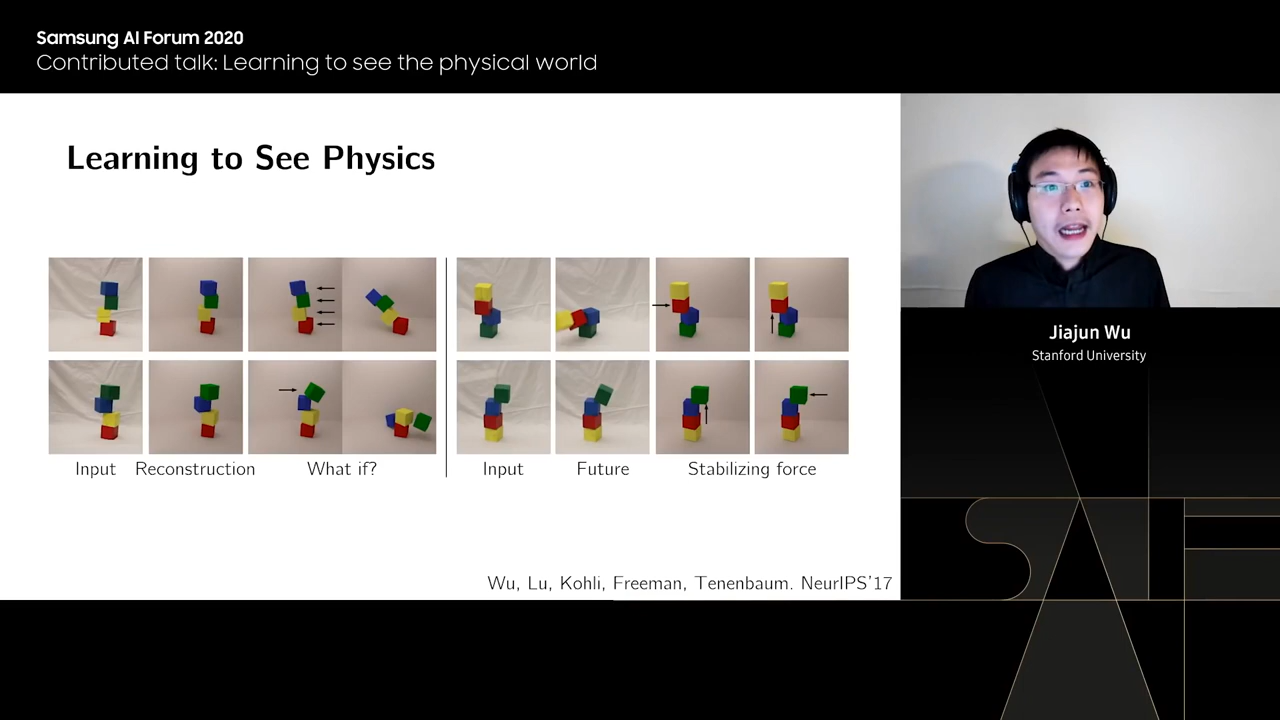 Samsung AI Forum 2020
Contributed talk: Learning to see the physical world
Learning to See Physics
Input Reconstruction What if? Input Future Stabilizing force
Wu, Lu, Kohli, Freeman, Tenenbaum. NeurIPS'17
Jiajun Wu
Stanford University